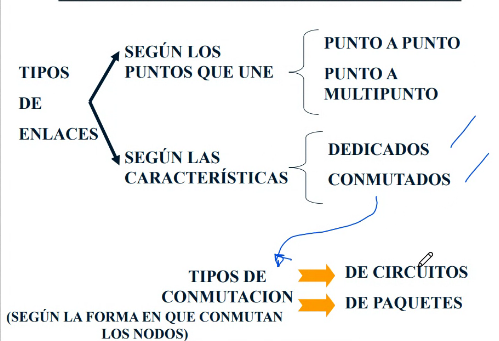 TIPOS
DE
ENLACES
SEGÚN LOS
PUNTOS QUE UNE
PUNTO A PUNTO
PUNTO A
MULTIPUNTO
SEGÚN LAS
CARACTERÍSTICAS
DEDICADOS
CONMUTADOS
TIPOS DE
CONMUTACION
(SEGÚN LA FORMA EN QUE CONMUTAN
LOS NODOS)
DE CIRCUITOS
DE PAQUETES